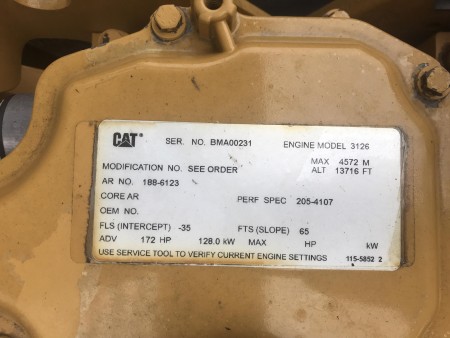 CAT® SER. NO. BMA00231 ENGINE MODEL 3126
MODIFICATION NO. SEE ORDER MAX 4572 M
ALT 13716 FT
AR NO. 188-6123
CORE AR PERF SPEC 205-4107
OEM NO.
FLS (INTERCEPT) -35 FTS (SLOPE) 65
ADV 172 HP 128.0 kW MAX HP kW
USE SERVICE TOOL TO VERIFY CURRENT ENGINE SETTINGS 115-5852 2